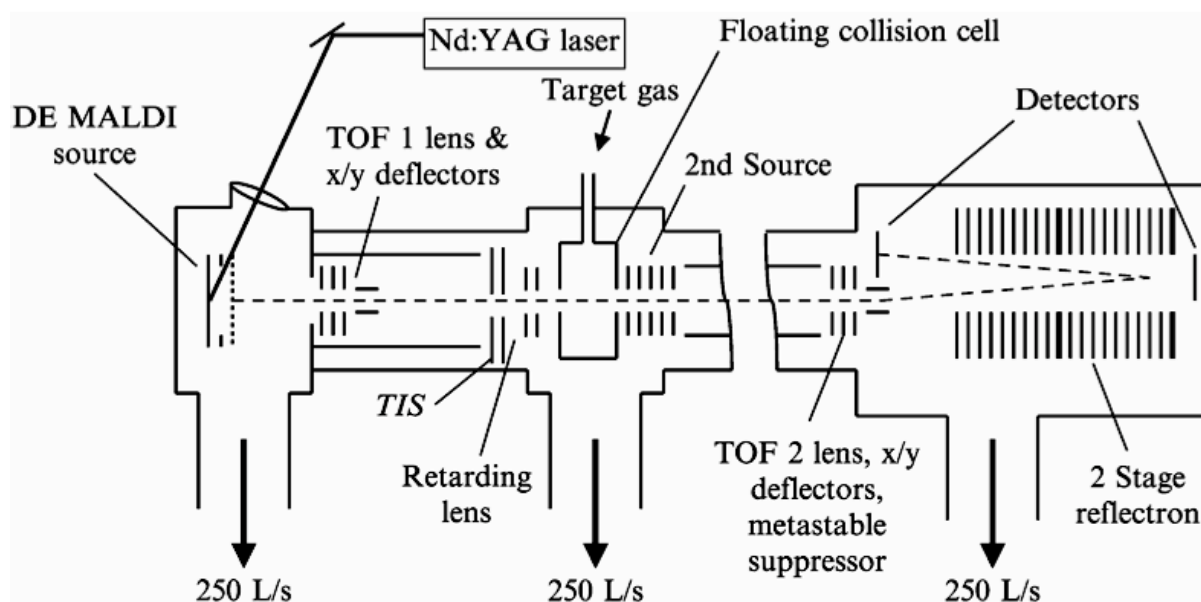 Nd:YAG laser
Floating collision cell
Target gas
Detectors
DE MALDI
source
TOF 1 lens &
x/y deflectors
2nd Source
TIS
Retarding
lens
TOF 2 lens, x/y
deflectors,
metastable
suppressor
2 Stage
reflectron
250 L/s
250 L/s
250 L/s